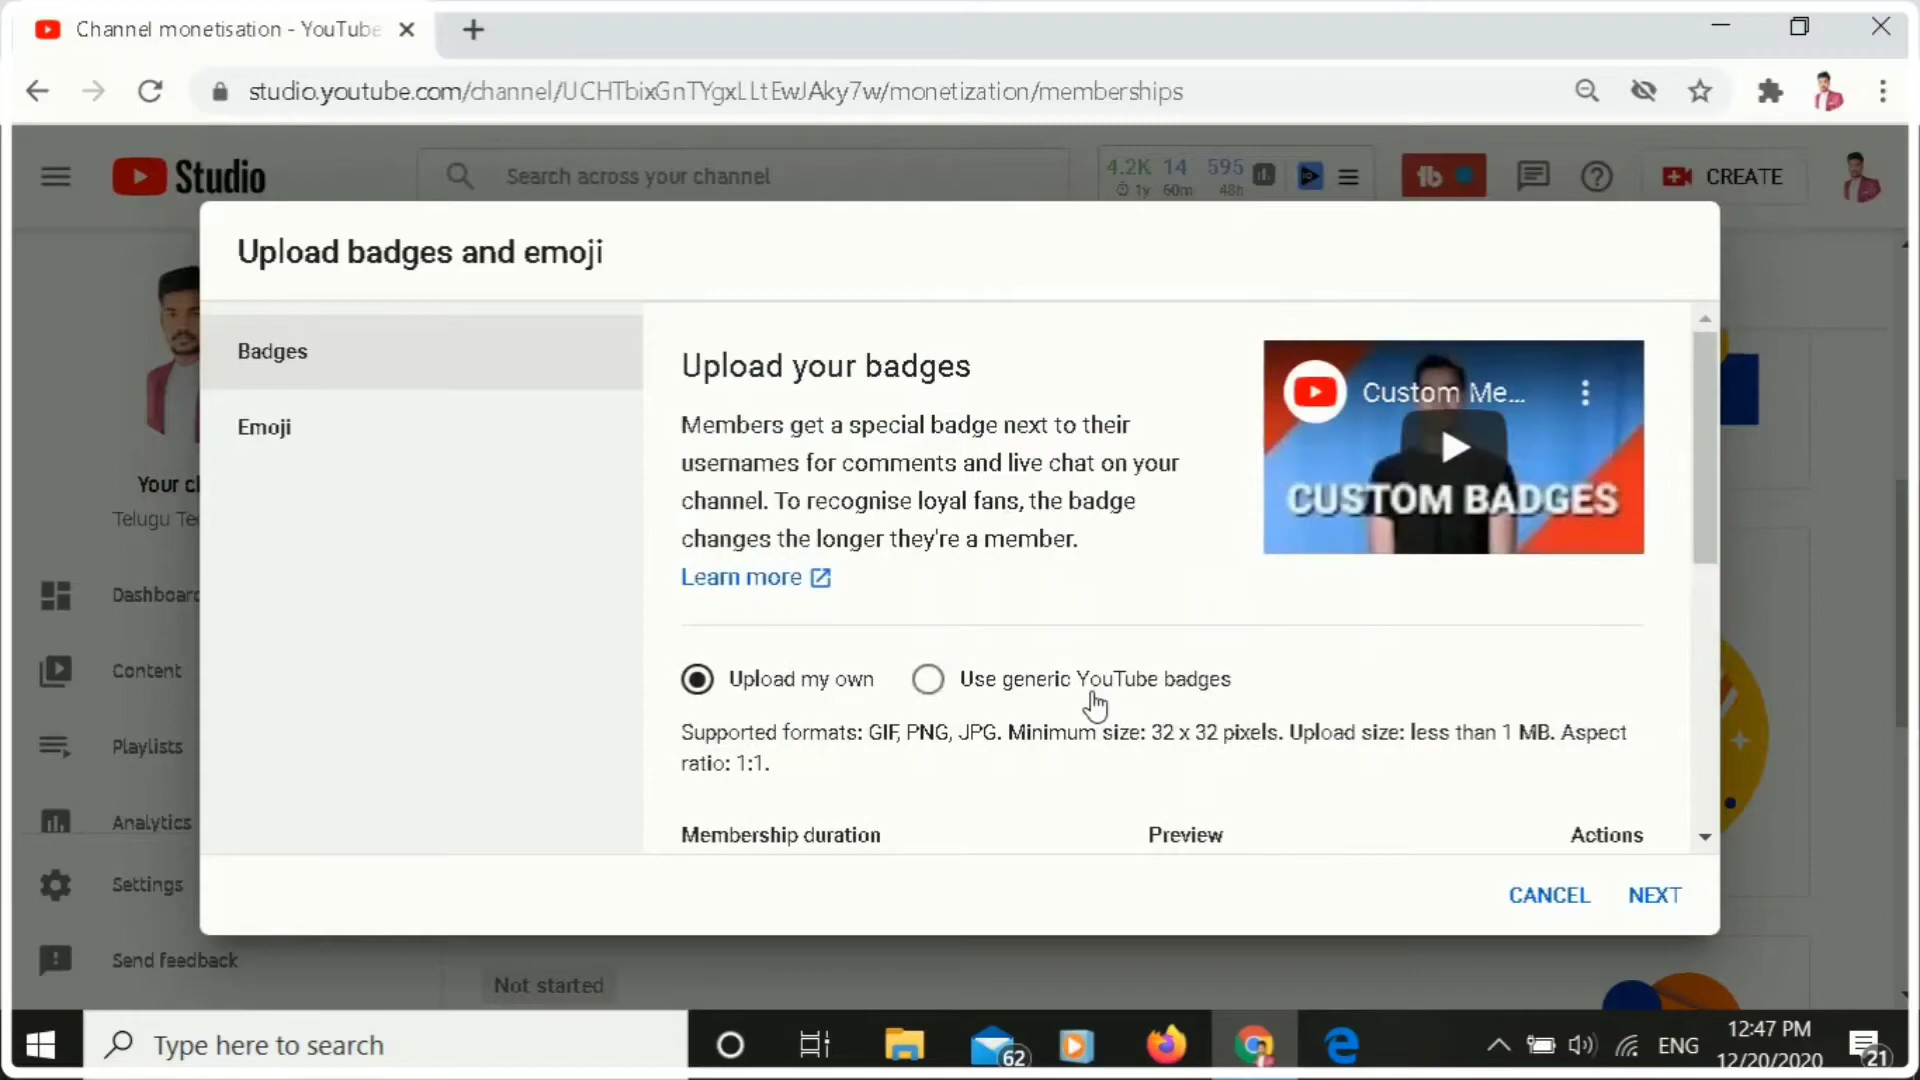 Channel monetisation - YouTube
studio.youtube.com/channel/UCHTbixGnTYgxLLtEwJAky7w/monetization/memberships
Studio
Search across your channel
4.2K 14 595
1y 60m 48h
tb
CREATE
Upload badges and emoji
Badges
Emoji
Upload your badges
Members get a special badge next to their
usernames for comments and live chat on your
channel. To recognise loyal fans, the badge
changes the longer they're a member.
Learn more
Custom Me...
CUSTOM BADGES
Upload my own
Use generic YouTube badges
Supported formats: GIF, PNG, JPG. Minimum size: 32 x 32 pixels. Upload size: less than 1 MB. Aspect
ratio: 1:1.
Membership duration
Preview
Actions
CANCEL
NEXT
Your cl
Telugu Te
Dashboard
Content
Playlists
Analytics
Settings
Send feedback
Not started
Type here to search
62
ENG
12:47 PM
12/20/2020
21